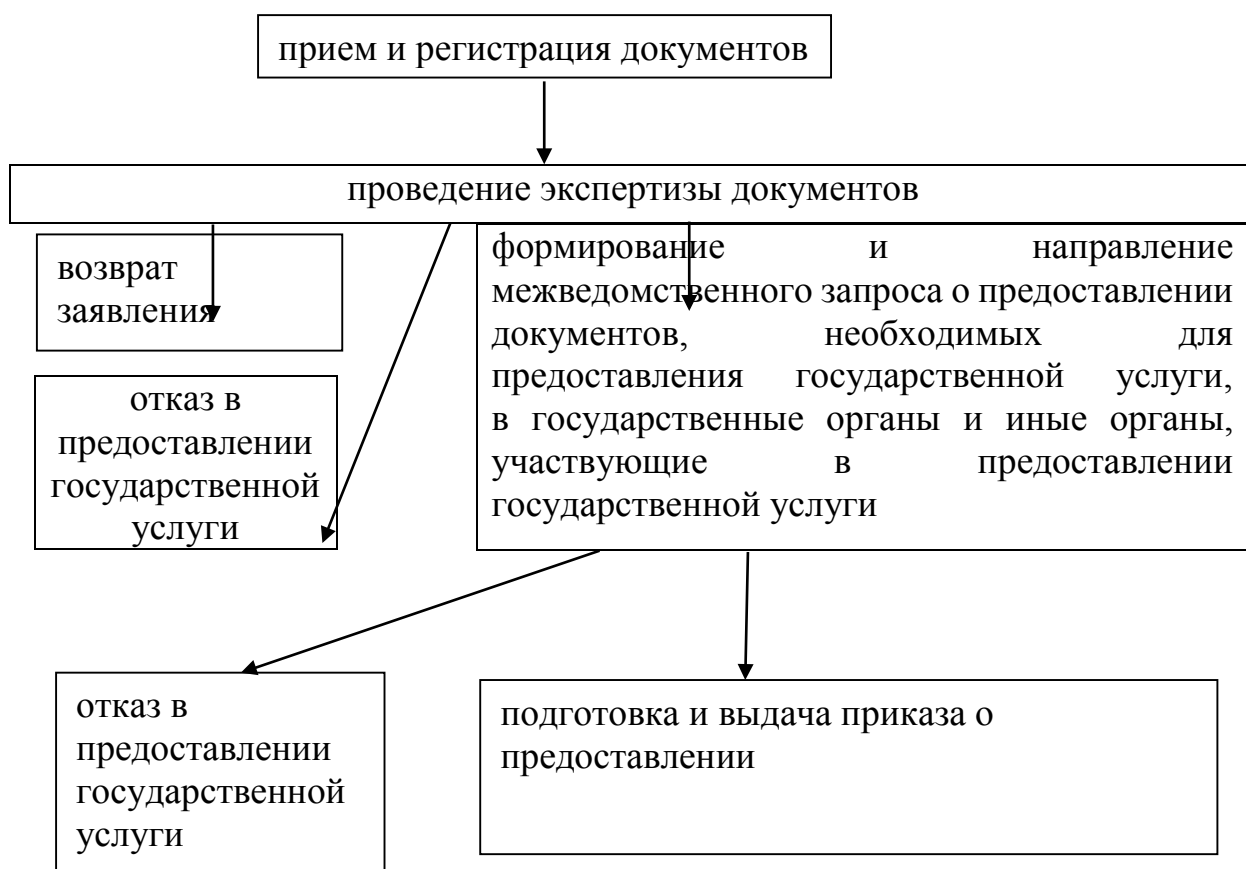 прием и регистрация документов
проведение экспертизы документов
возврат
заявления
отказ в
предоставлении
государственной
услуги
формирование и направление
межведомственного запроса о предоставлении
документов, необходимых для
предоставления государственной услуги,
в государственные органы и иные органы,
участвующие в предоставлении
государственной услуги
отказ в
предоставлении
государственной
услуги
подготовка и выдача приказа о
предоставлении